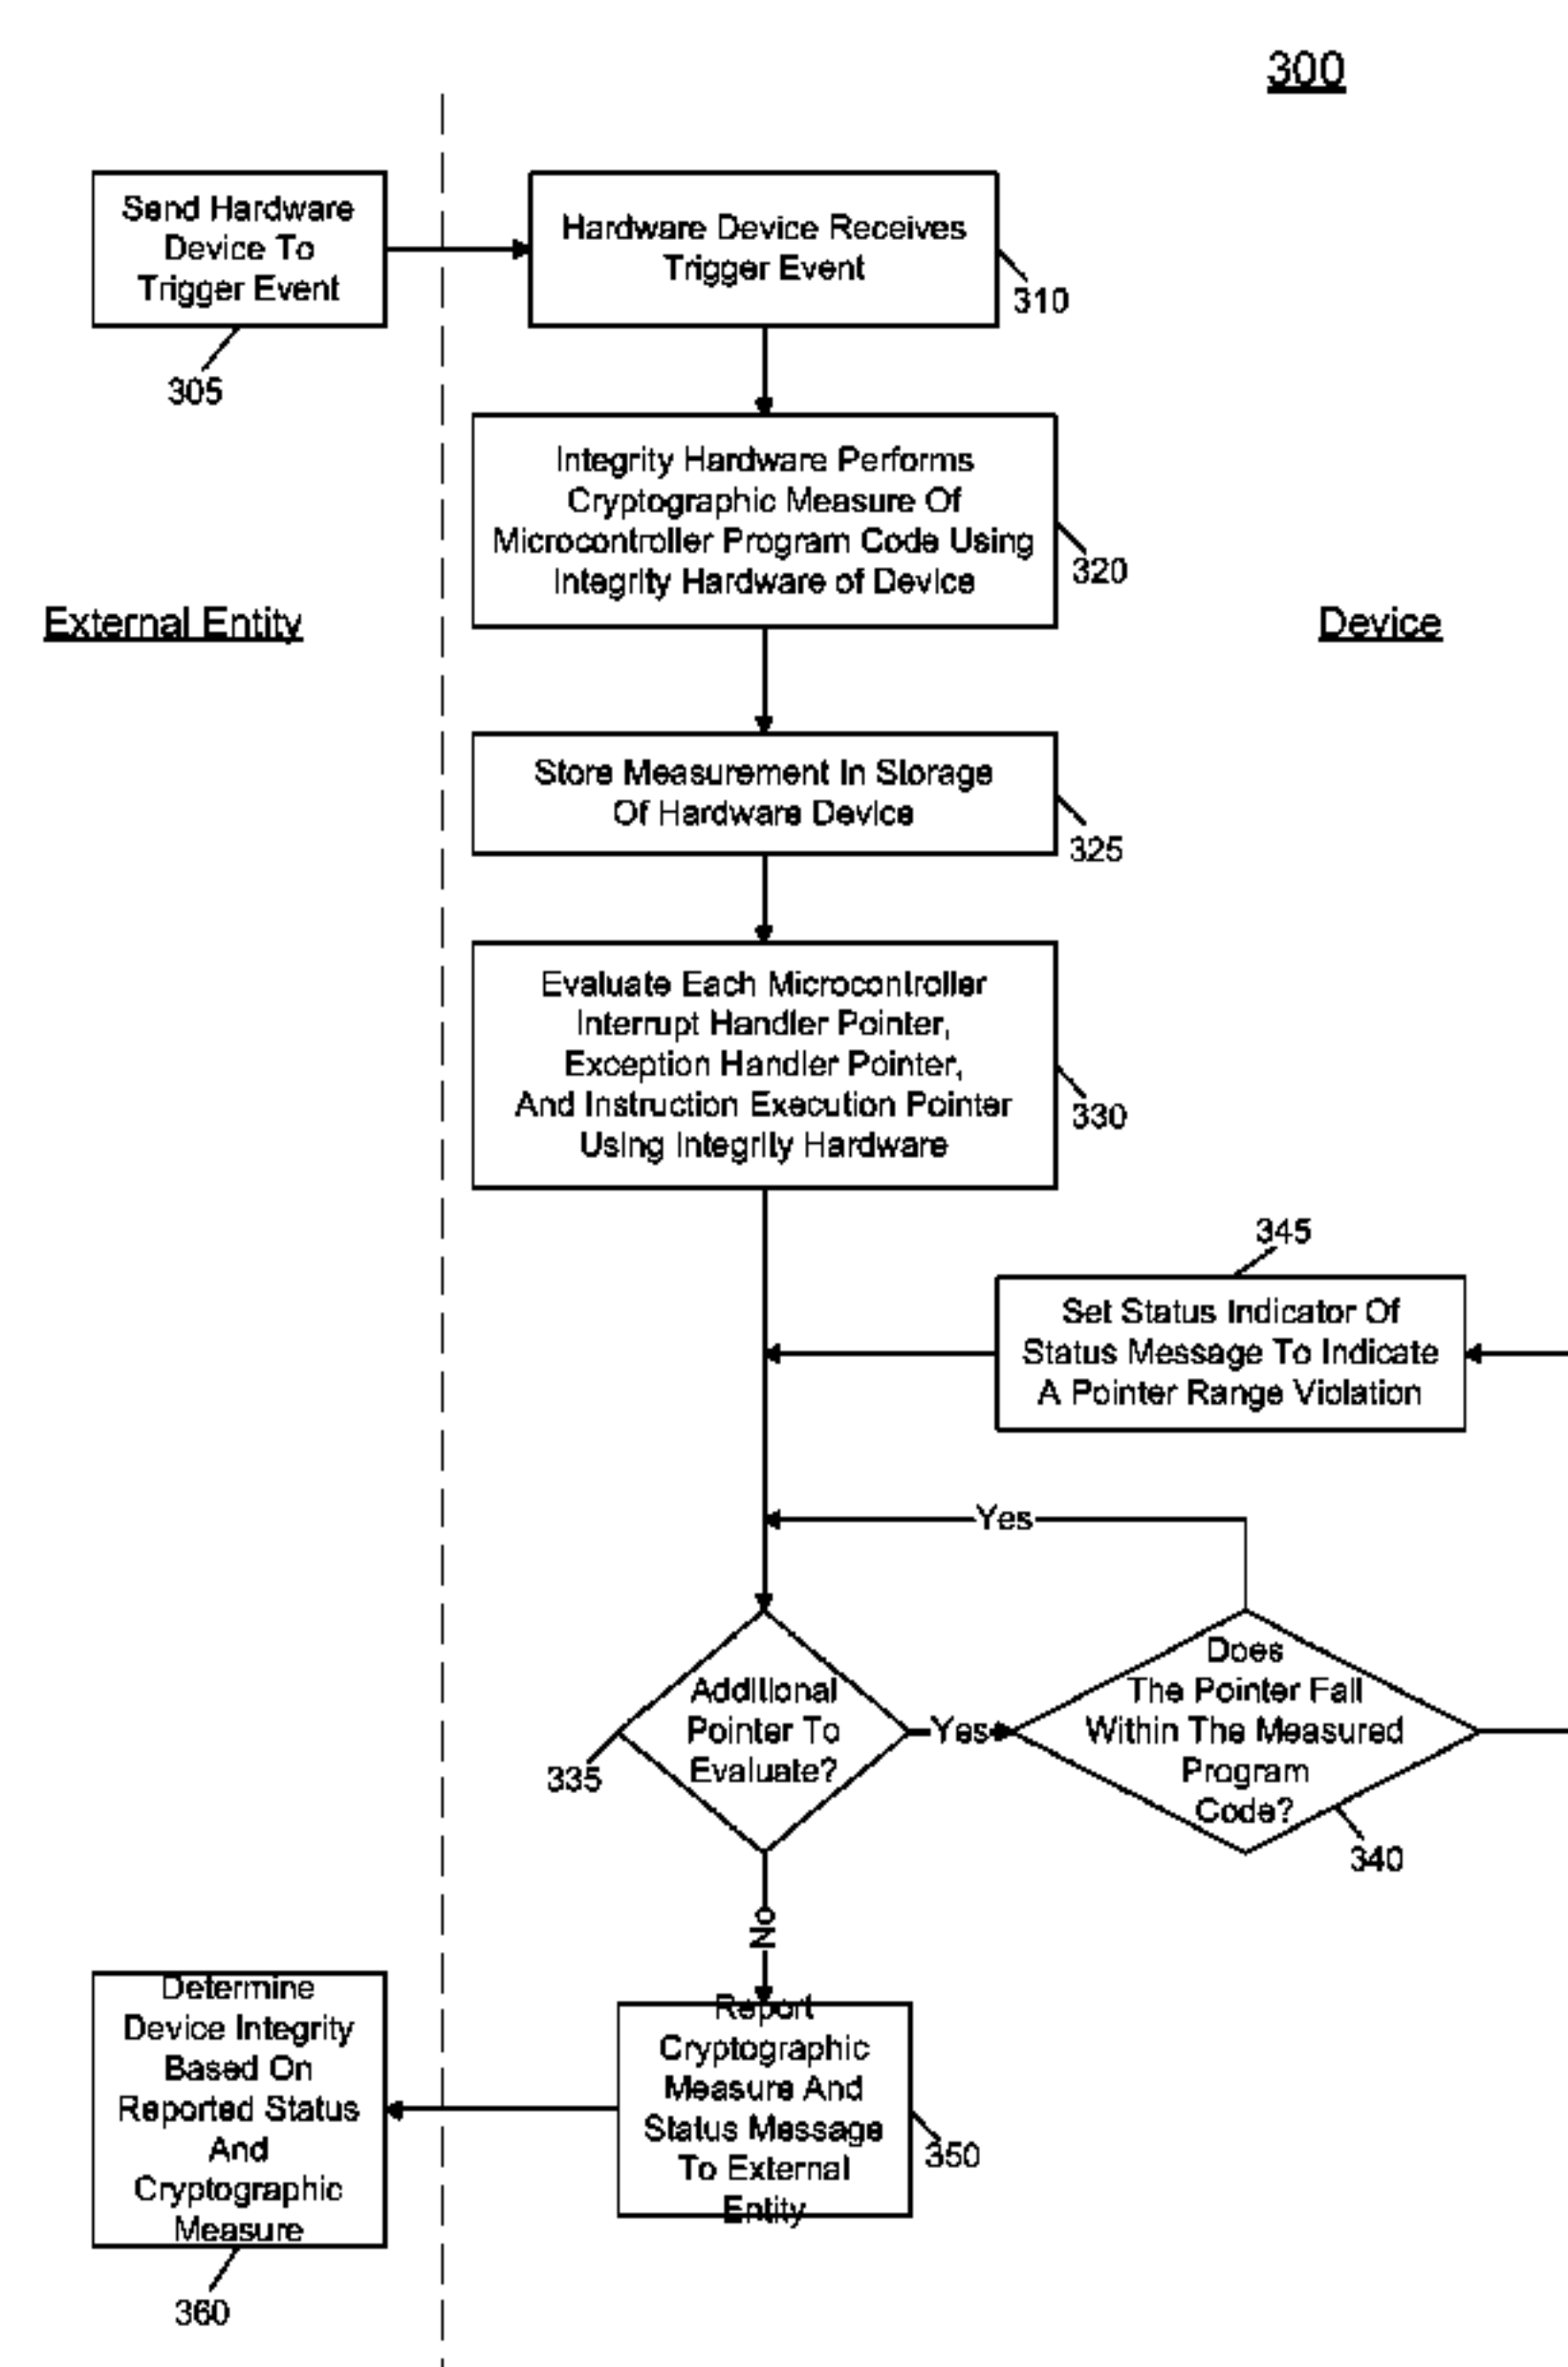 300
Send Hardware
Device To
Trigger Event
305
Hardware Device Receives
Trigger Event
310
Integrity Hardware Performs
Cryptographic Measure Of
Microcontroller Program Code Using
Integrity Hardware of Device
320
External Entity
Device
Store Measurement In Storage
Of Hardware Device
325
Evaluate Each Microcontroller
Interrupt Handler Pointer,
Exception Handler Pointer,
And Instruction Execution Pointer
Using Integrity Hardware
330
345
Set Status Indicator Of
Status Message To Indicate
A Pointer Range Violation
Yes
Additional
Pointer To
Evaluate?
335
Yes
Does
The Pointer Fall
Within The Measured
Program
Code?
340
No
Report
Cryptographic
Measure And
Status Message
To External
Entity
350
Determine
Device Integrity
Based On
Reported Status
And
Cryptographic
Measure
360